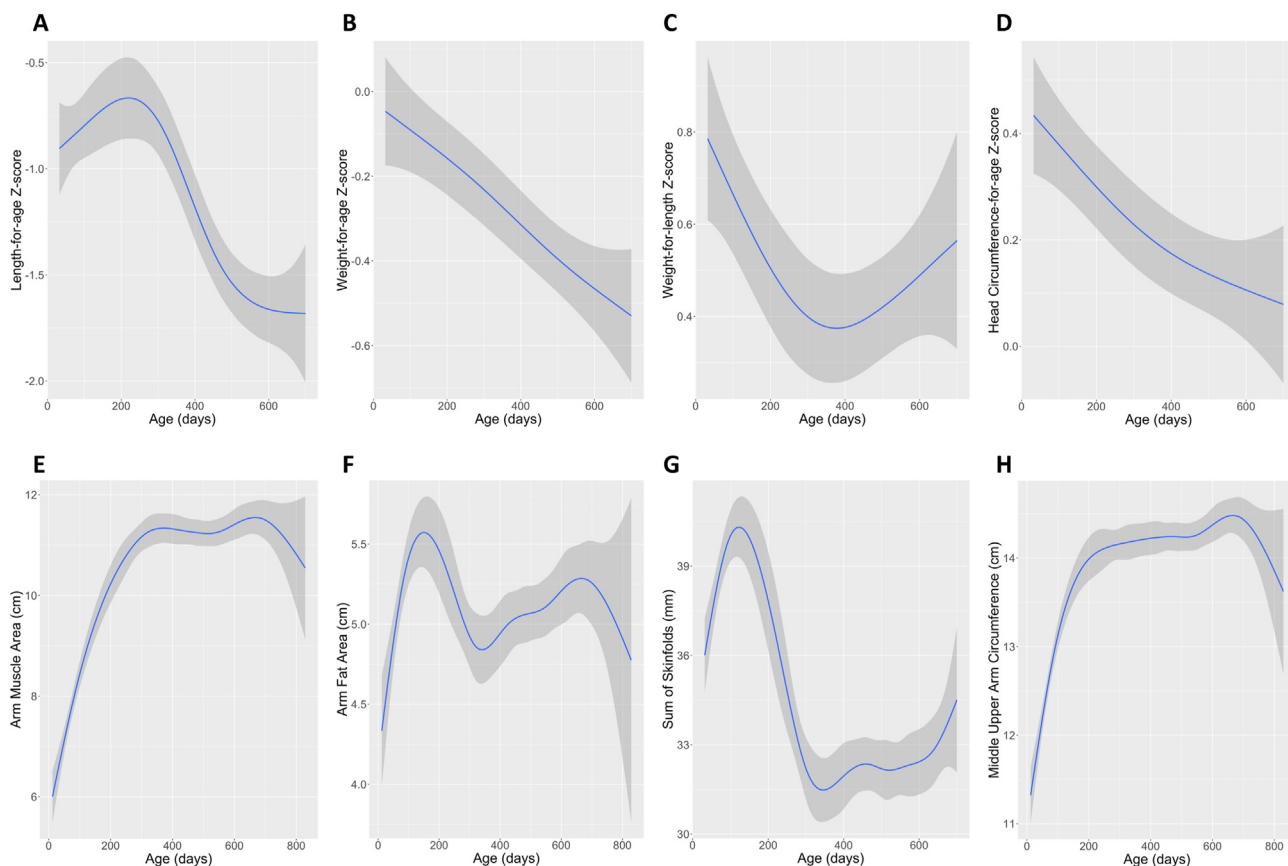 A
B
C
D
Length-for-age Z-score
-0.5
-1.0
-1.5
-2.0
0
200
400
600
Age (days)
Weight-for-age Z-score
0.0
-0.2
-0.4
-0.6
0
200
400
600
Age (days)
Weight-for-length Z-score
0.8
0.6
0.4
0
200
400
600
Age (days)
Head Circumference-for-age Z-score
0.4
0.2
0.0
0
200
400
600
Age (days)
E
F
G
H
Arm Muscle Area (cm)
12
10
8
6
0
200
400
600
800
Age (days)
Arm Fat Area (cm)
5.5
5.0
4.5
4.0
0
200
400
600
800
Age (days)
Sum of Skinfolds (mm)
39
36
33
30
0
200
400
600
Age (days)
Middle Upper Arm Circumference (cm)
14
13
12
11
0
200
400
600
800
Age (days)